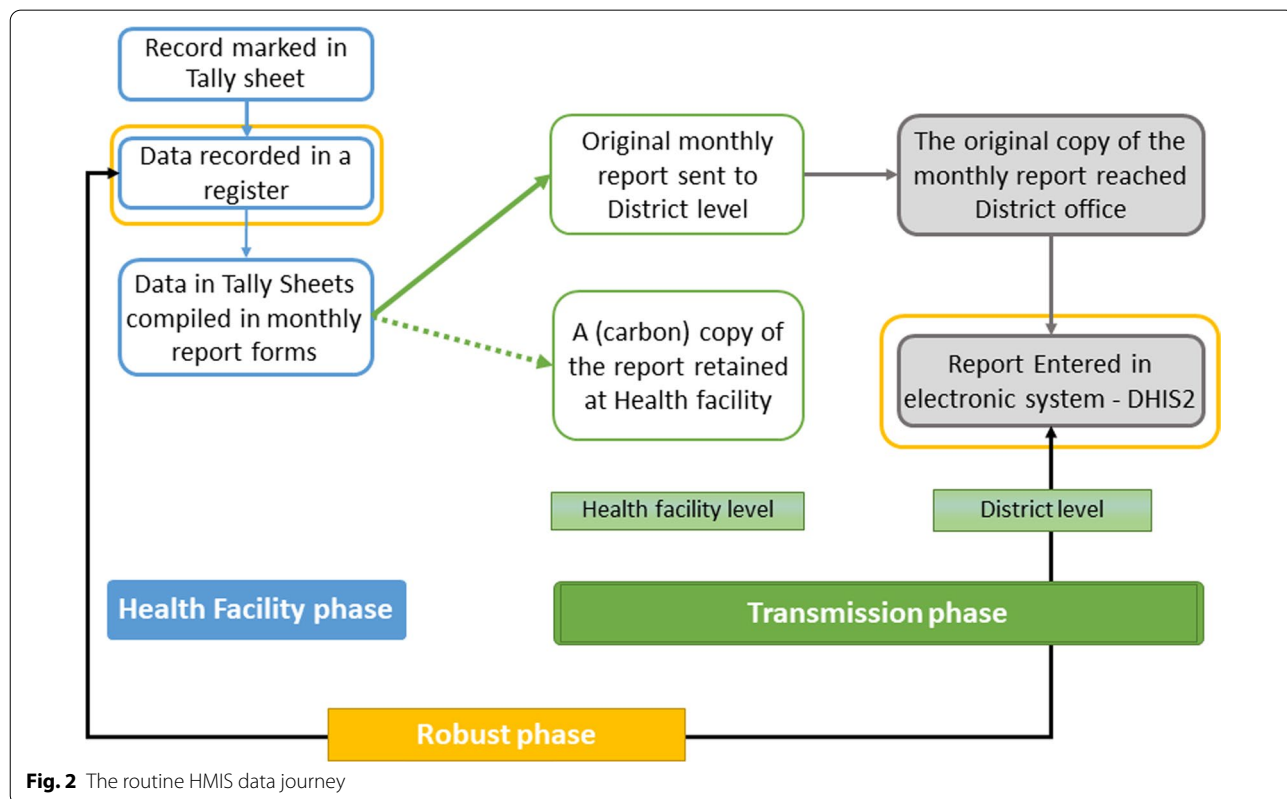 Record marked in
Tally sheet
Data recorded in a
register
Data in Tally Sheets
compiled in monthly
report forms
Original monthly
report sent to
District level
A (carbon) copy of
the report retained
at Health facility
The original copy of the
monthly report reached
District office
Report Entered in
electronic system - DHIS2
Health facility level
District level
Health Facility phase
Transmission phase
Robust phase
Fig. 2 The routine HMIS data journey